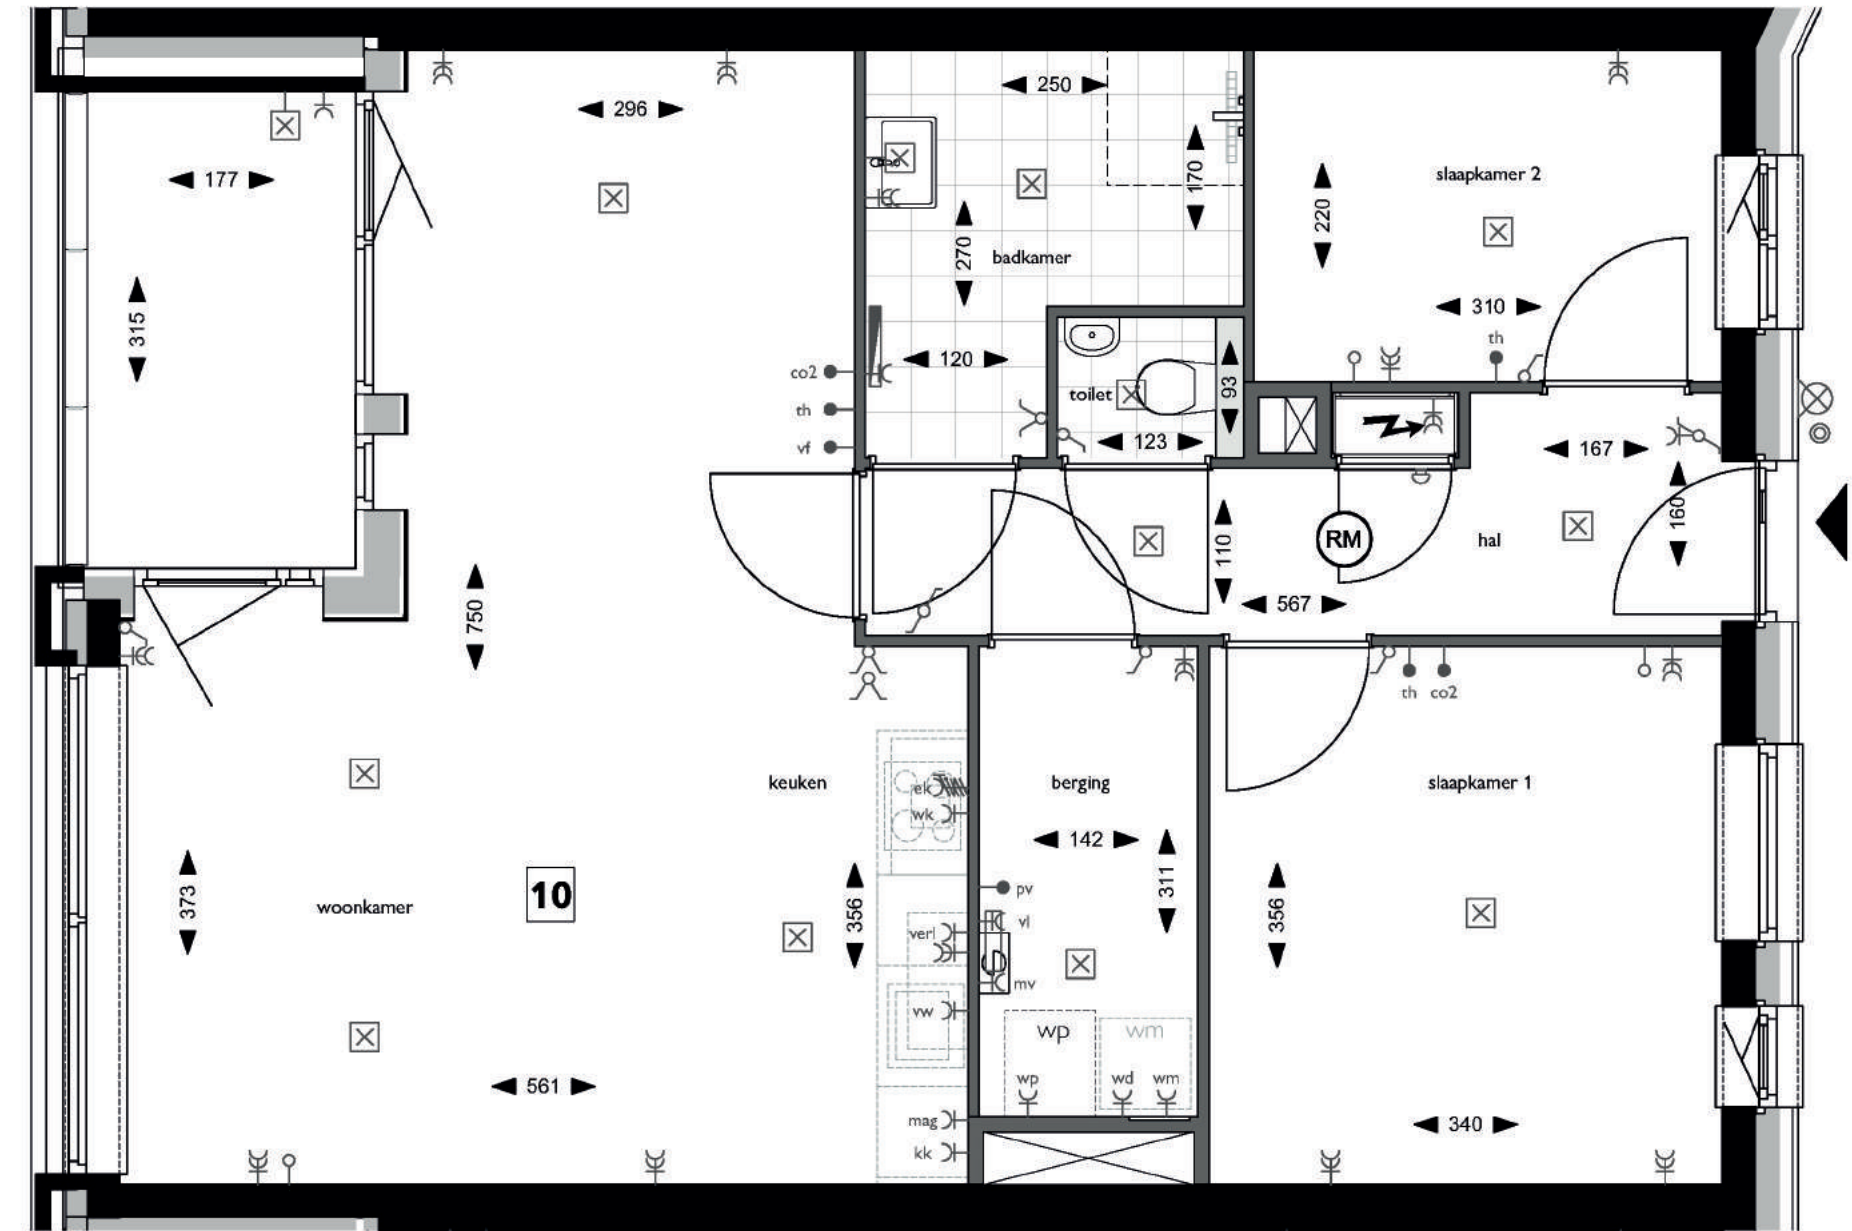 296
250
177
170
slaapkamer 2
220
270
badkamer
315
310
th
co2
120
toilet
93
th
123
vf
167
160
110
RM
hal
567
750
th co2
keuken
berging
slaapkamer 1
ek
wk
142
373
woonkamer
10
356
pv
311
356
vl
verl
mv
vw
wp
wm
wp
wd
wm
561
mag
340
kk